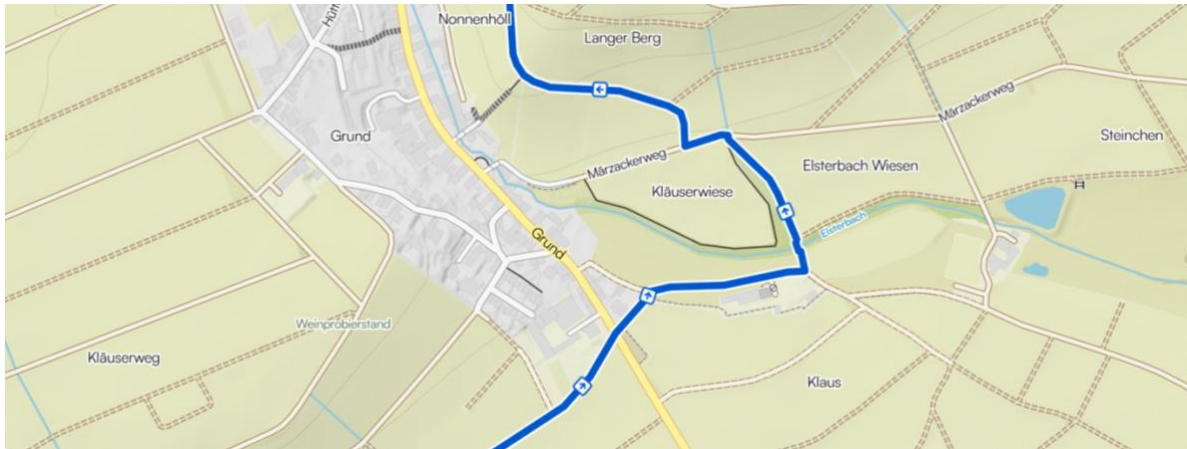 Nonnenhöll
Langer Berg
Märzackerweg
Steinchen
Grund
Märzackerweg
Elsterbach Wiesen
Kläuserwiese
Elsterbach
Grund
Weinprobierstand
Kläuserweg
Klaus